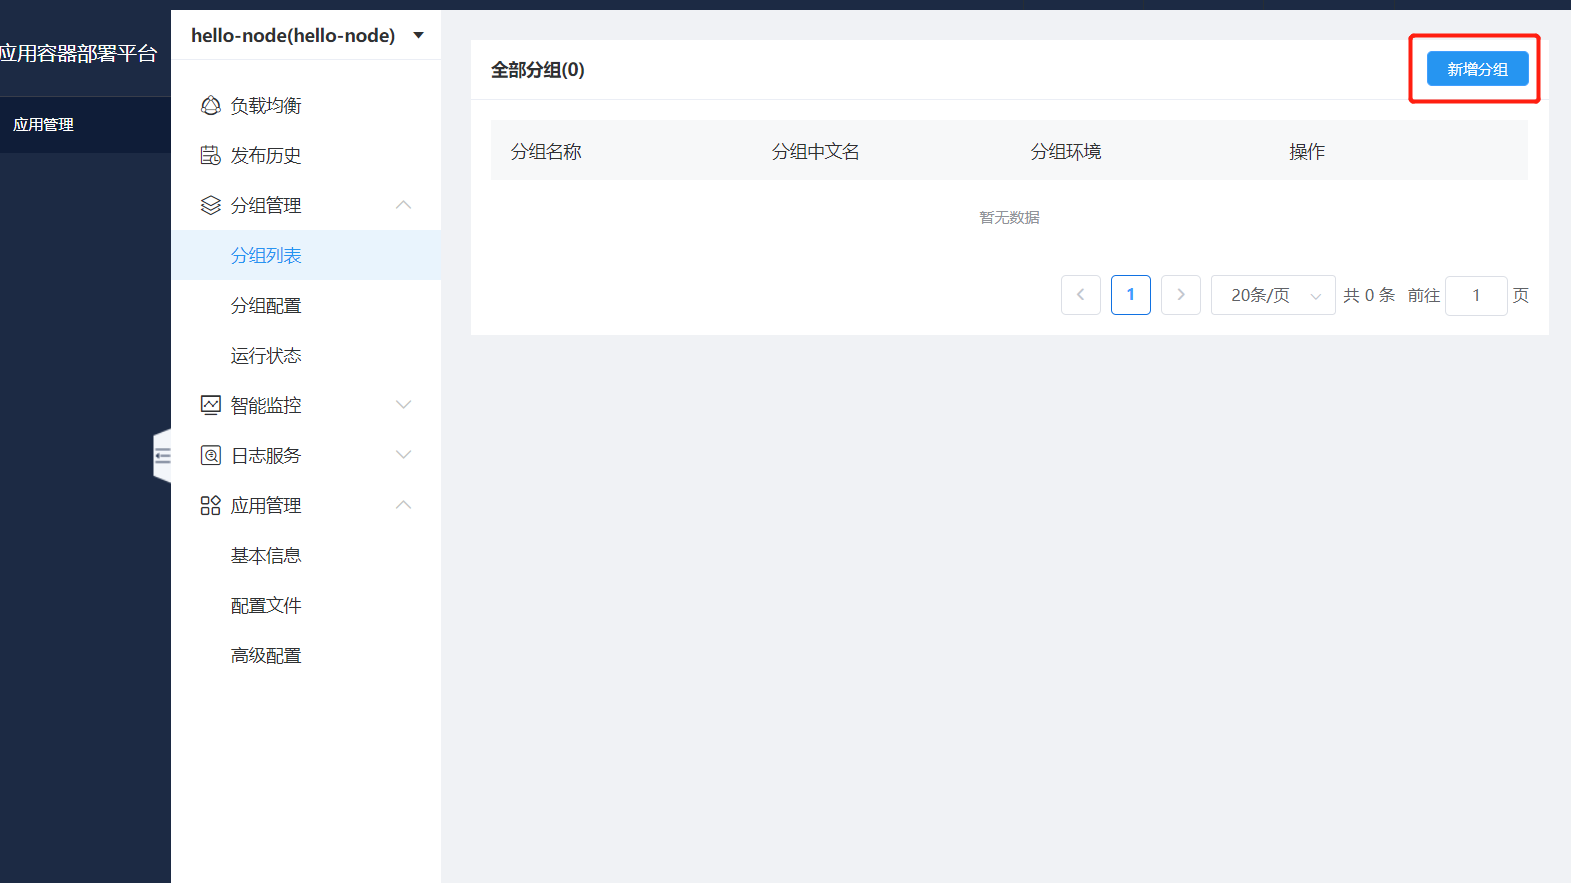 应用容器部署平台
应用管理
hello-node(hello-node)
负载均衡
发布历史
分组管理
分组列表
分组配置
运行状态
智能监控
日志服务
应用管理
基本信息
配置文件
高级配置
全部分组(0)
新增分组
分组名称 分组中文名 分组环境 操作
暂无数据
1 20条/页 共 0 条 前往 1 页